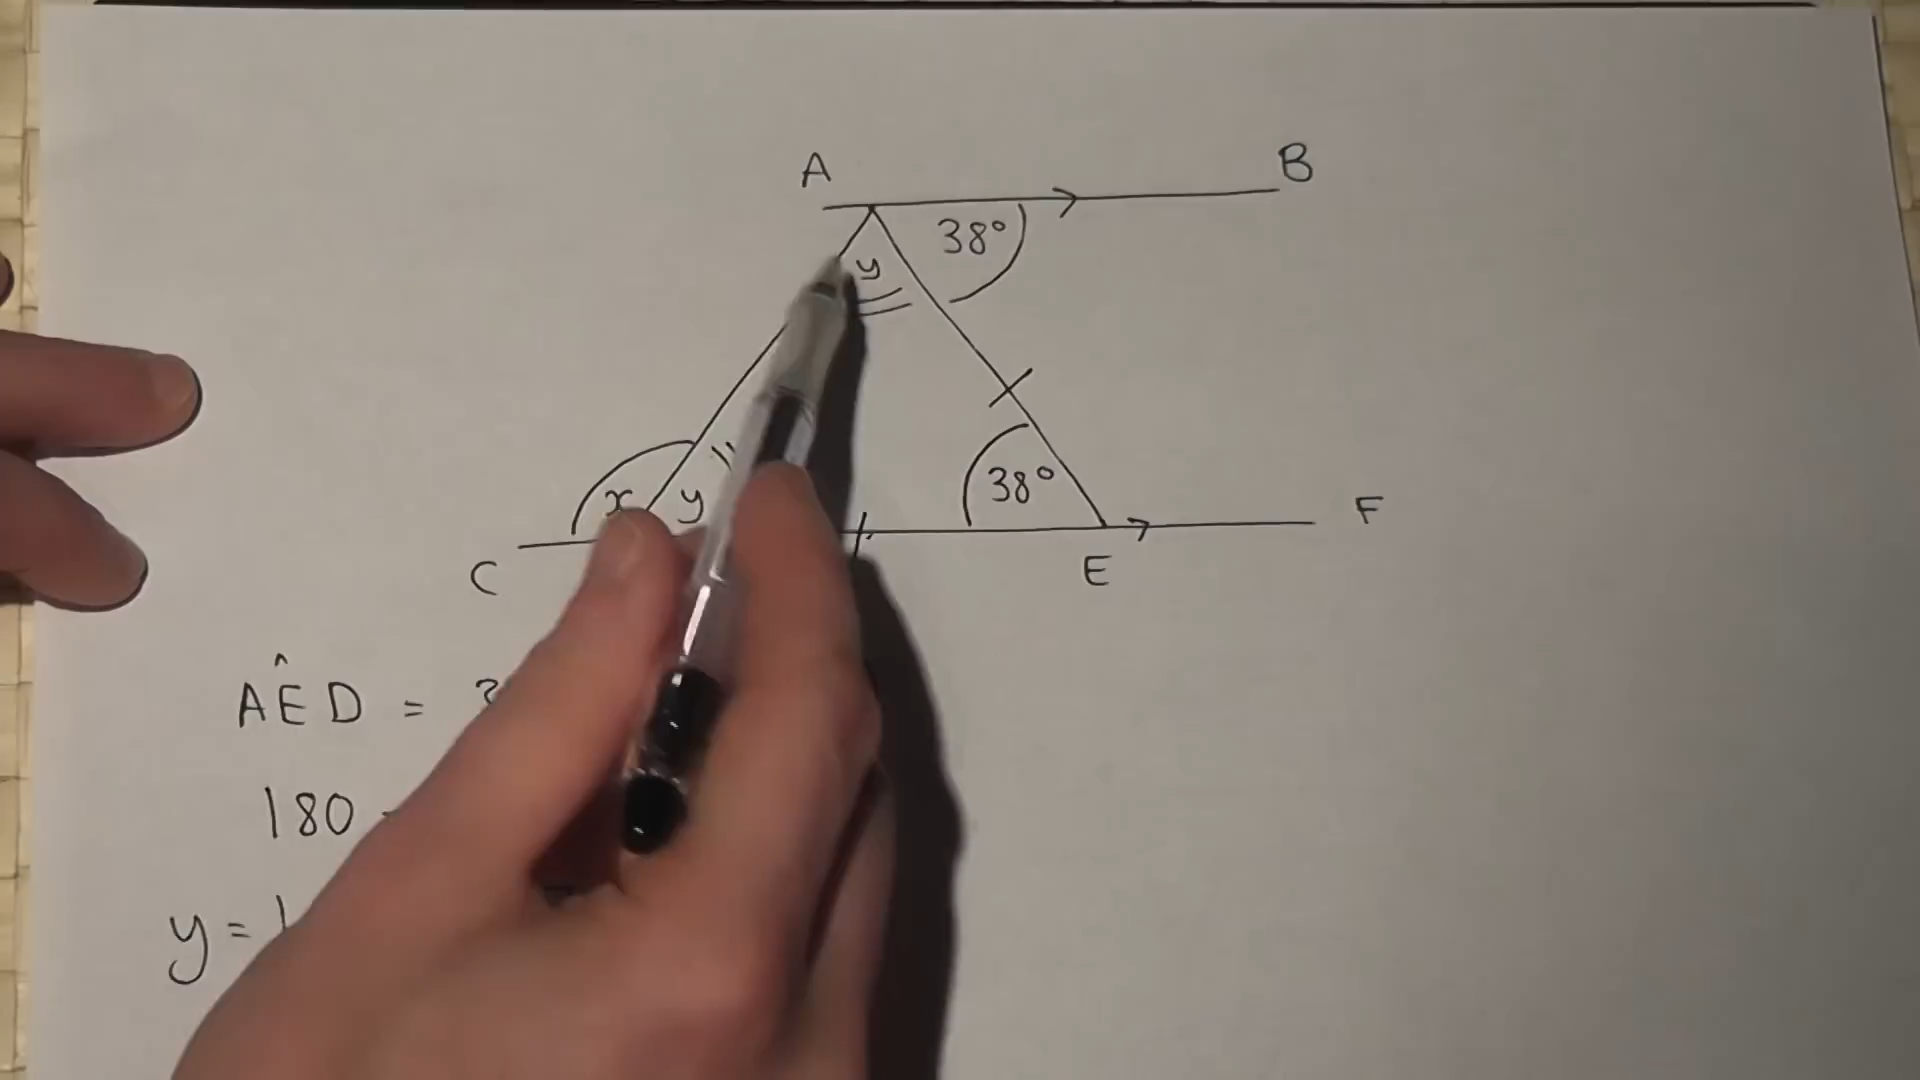 A B
38°
y
38°
x y
F
C E
AÊD =
180 -
y =